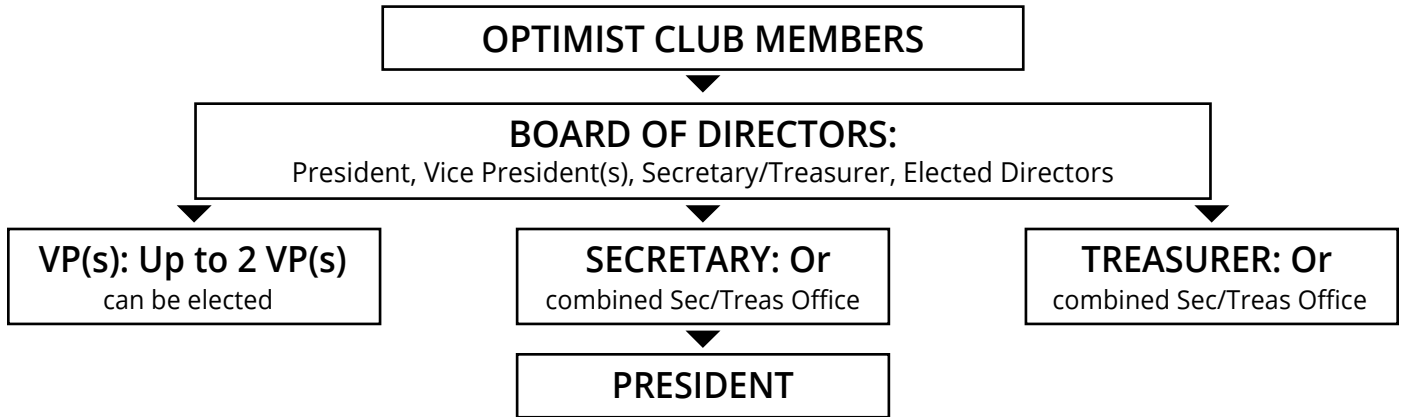 OPTIMIST CLUB MEMBERS
BOARD OF DIRECTORS:
President, Vice President(s), Secretary/Treasurer, Elected Directors
VP(s): Up to 2 VP(s)
can be elected
SECRETARY: Or
combined Sec/Treas Office
TREASURER: Or
combined Sec/Treas Office
PRESIDENT